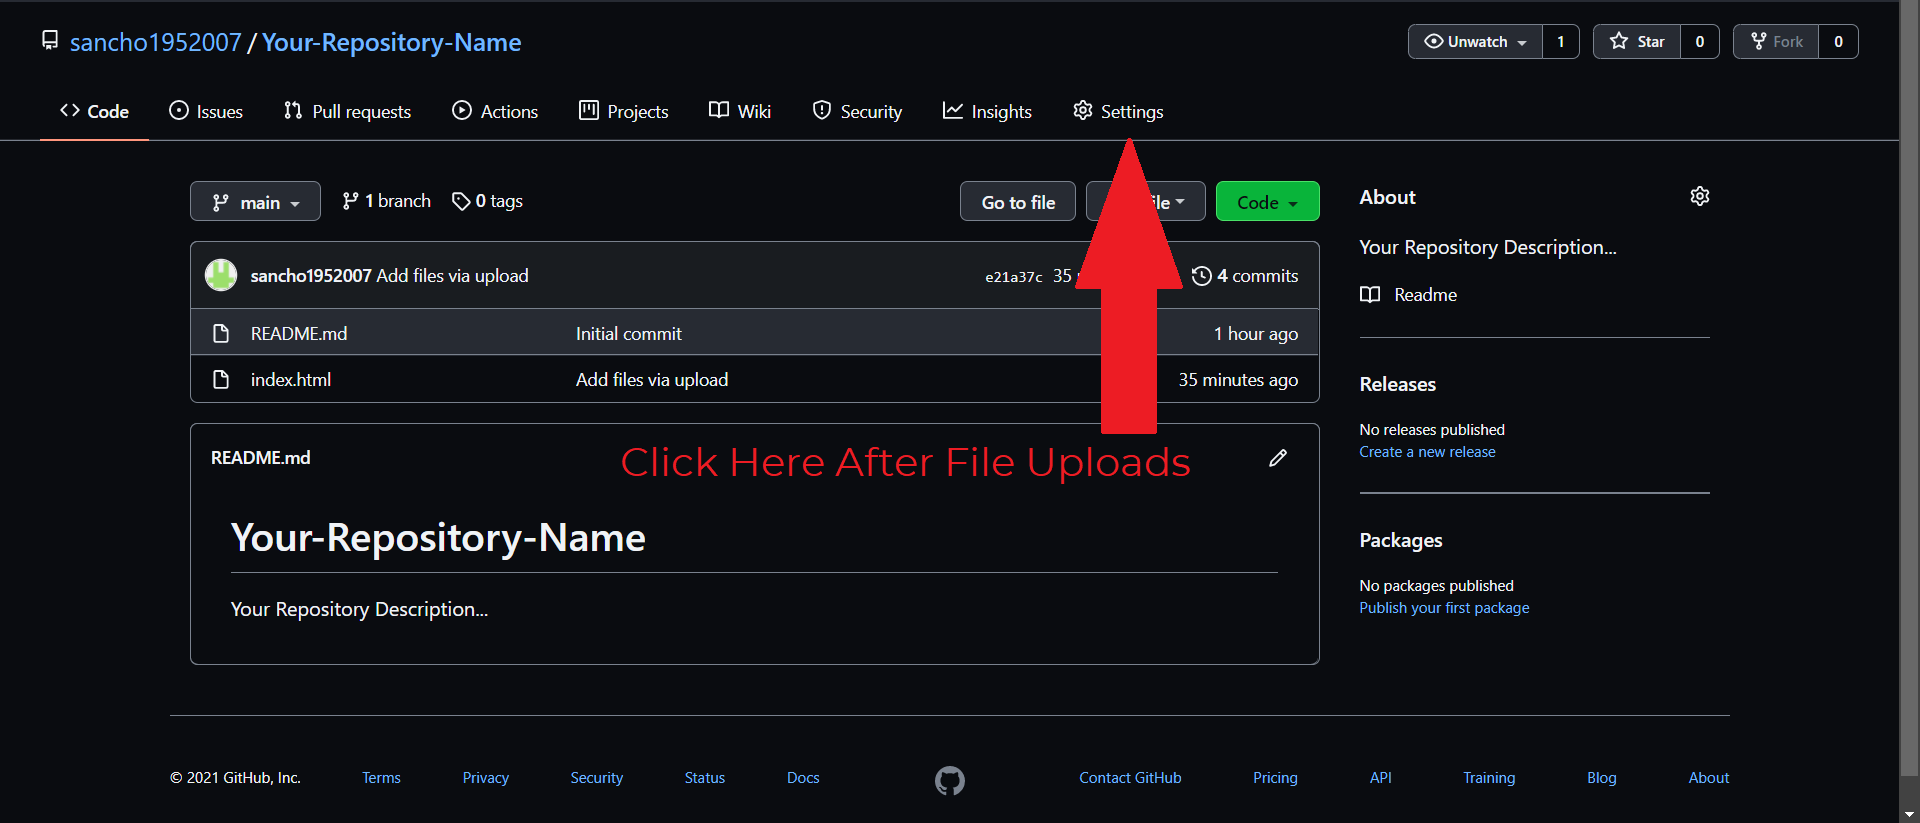 sancho1952007 / Your-Repository-Name
Unwatch 1 Star 0 Fork 0
Code Issues Pull requests Actions Projects Wiki Security Insights Settings
main 1 branch 0 tags Go to file Code
sancho1952007 Add files via upload e21a37c 35 4 commits
README.md Initial commit 1 hour ago
index.html Add files via upload 35 minutes ago
README.md
Click Here After File Uploads
Your-Repository-Name
Your Repository Description...
About
Your Repository Description...
Readme
Releases
No releases published
Create a new release
Packages
No packages published
Publish your first package
© 2021 GitHub, Inc. Terms Privacy Security Status Docs Contact GitHub Pricing API Training Blog About